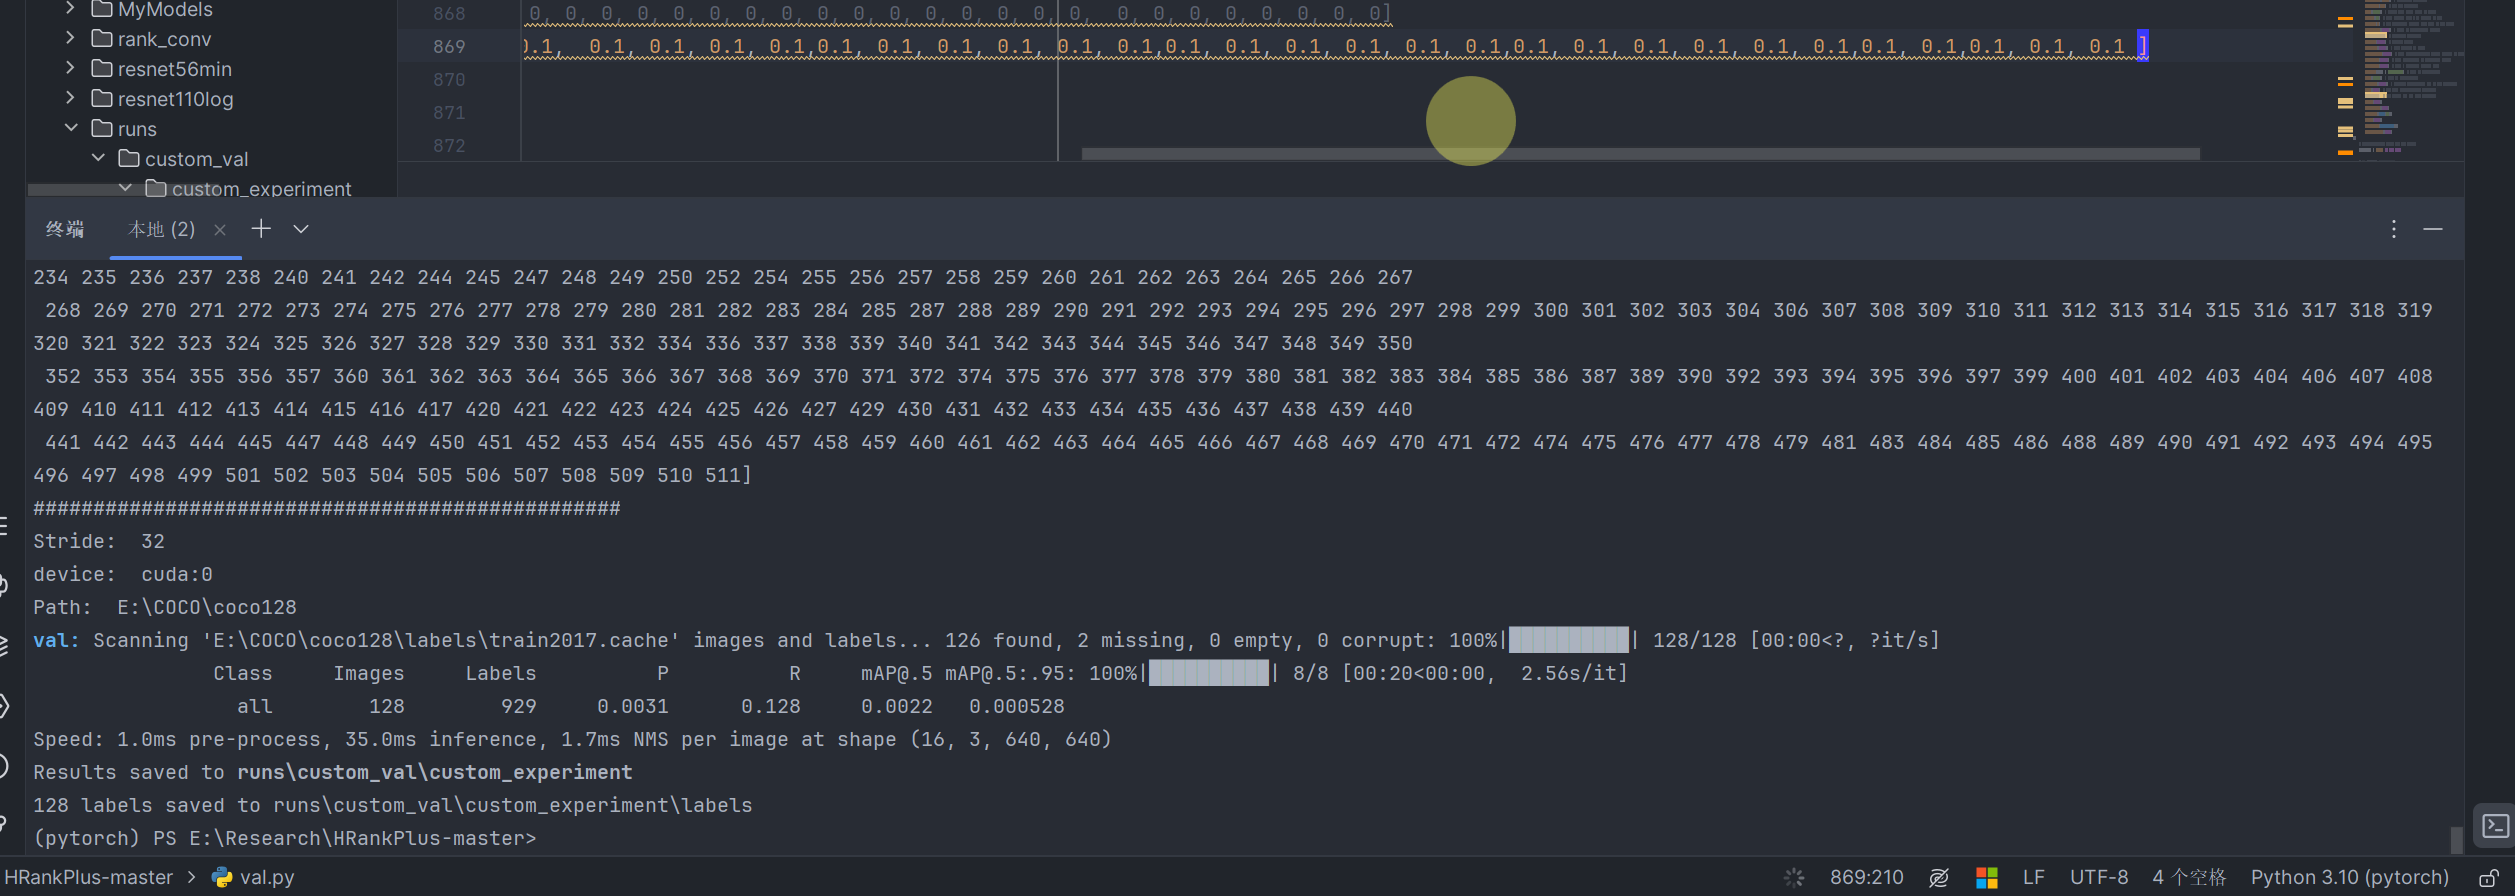 MyModels
rank_conv
resnet56min
resnet110log
runs
custom_val
custom_experiment
868 0, 0, 0, 0, 0, 0, 0, 0, 0, 0, 0, 0, 0, 0, 0, 0, 0, 0, 0, 0, 0, 0, 0, 0]
869 0.1, 0.1, 0.1, 0.1, 0.1,0.1, 0.1, 0.1, 0.1, 0.1, 0.1,0.1, 0.1, 0.1, 0.1, 0.1, 0.1,0.1, 0.1, 0.1, 0.1, 0.1, 0.1,0.1, 0.1,0.1, 0.1, 0.1 ]
870
871
872
终端 本地 (2)
234 235 236 237 238 240 241 242 244 245 247 248 249 250 252 254 255 256 257 258 259 260 261 262 263 264 265 266 267
268 269 270 271 272 273 274 275 276 277 278 279 280 281 282 283 284 285 287 288 289 290 291 292 293 294 295 296 297 298 299 300 301 302 303 304 306 307 308 309 310 311 312 313 314 315 316 317 318 319
320 321 322 323 324 325 326 327 328 329 330 331 332 334 336 337 338 339 340 341 342 343 344 345 346 347 348 349 350
352 353 354 355 356 357 360 361 362 363 364 365 366 367 368 369 370 371 372 374 375 376 377 378 379 380 381 382 383 384 385 386 387 389 390 392 393 394 395 396 397 399 400 401 402 403 404 406 407 408
409 410 411 412 413 414 415 416 417 420 421 422 423 424 425 426 427 429 430 431 432 433 434 435 436 437 438 439 440
441 442 443 444 445 447 448 449 450 451 452 453 454 455 456 457 458 459 460 461 462 463 464 465 466 467 468 469 470 471 472 474 475 476 477 478 479 481 483 484 485 486 488 489 490 491 492 493 494 495
496 497 498 499 501 502 503 504 505 506 507 508 509 510 511]
#################################################
Stride:  32
device:  cuda:0
Path:  E:\COCO\coco128
val: Scanning 'E:\COCO\coco128\labels\train2017.cache' images and labels... 126 found, 2 missing, 0 empty, 0 corrupt: 100%|██████████| 128/128 [00:00<?, ?it/s]
Class Images Labels P R mAP@.5 mAP@.5:.95: 100%|██████████| 8/8 [00:20<00:00,  2.56s/it]
all 128 929 0.0031 0.128 0.0022 0.000528
Speed: 1.0ms pre-process, 35.0ms inference, 1.7ms NMS per image at shape (16, 3, 640, 640)
Results saved to runs\custom_val\custom_experiment
128 labels saved to runs\custom_val\custom_experiment\labels
(pytorch) PS E:\Research\HRankPlus-master>
HRankPlus-master > val.py 869:210 LF UTF-8 4 个空格 Python 3.10 (pytorch)